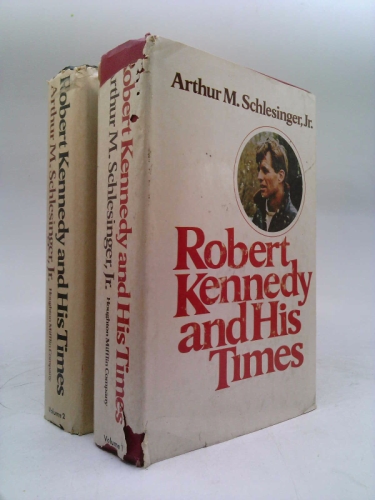 Arthur M. Schlesinger, Jr.
Robert
Kennedy
and His
Times
Robert Kennedy and His Times
Arthur M. Schlesinger, Jr.
Houghton Mifflin Company
Volume 1
Robert Kennedy and His Times
Arthur M. Schlesinger, Jr.
Houghton Mifflin Company
Volume 2